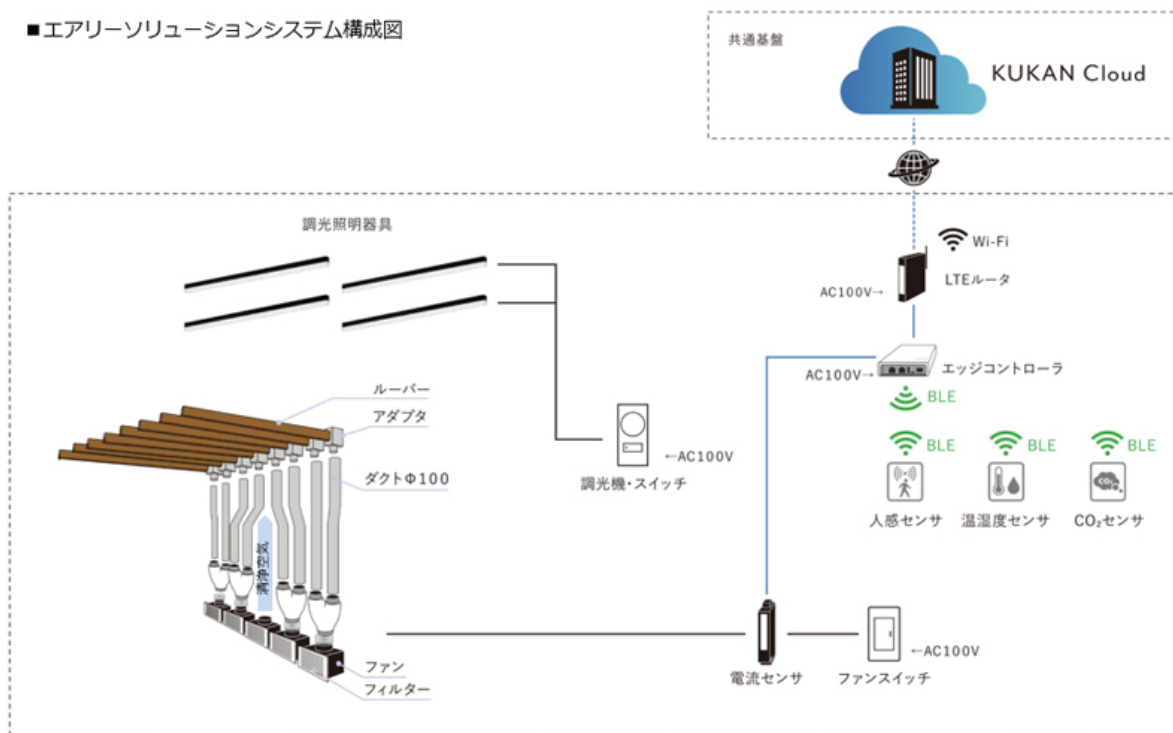 ■エアリーソリューションシステム構成図
共通基盤
KUKAN Cloud
調光照明器具
Wi-Fi
LTEルータ
AC100V→
エッジコントローラ
AC100V→
BLE
ルーバー
アダプタ
BLE
BLE
BLE
←AC100V
ダクトΦ100
調光機・スイッチ
人感センサ
温湿度センサ
CO₂
CO₂センサ
清浄空気
←AC100V
ファン
電流センサ
ファンスイッチ
フィルター